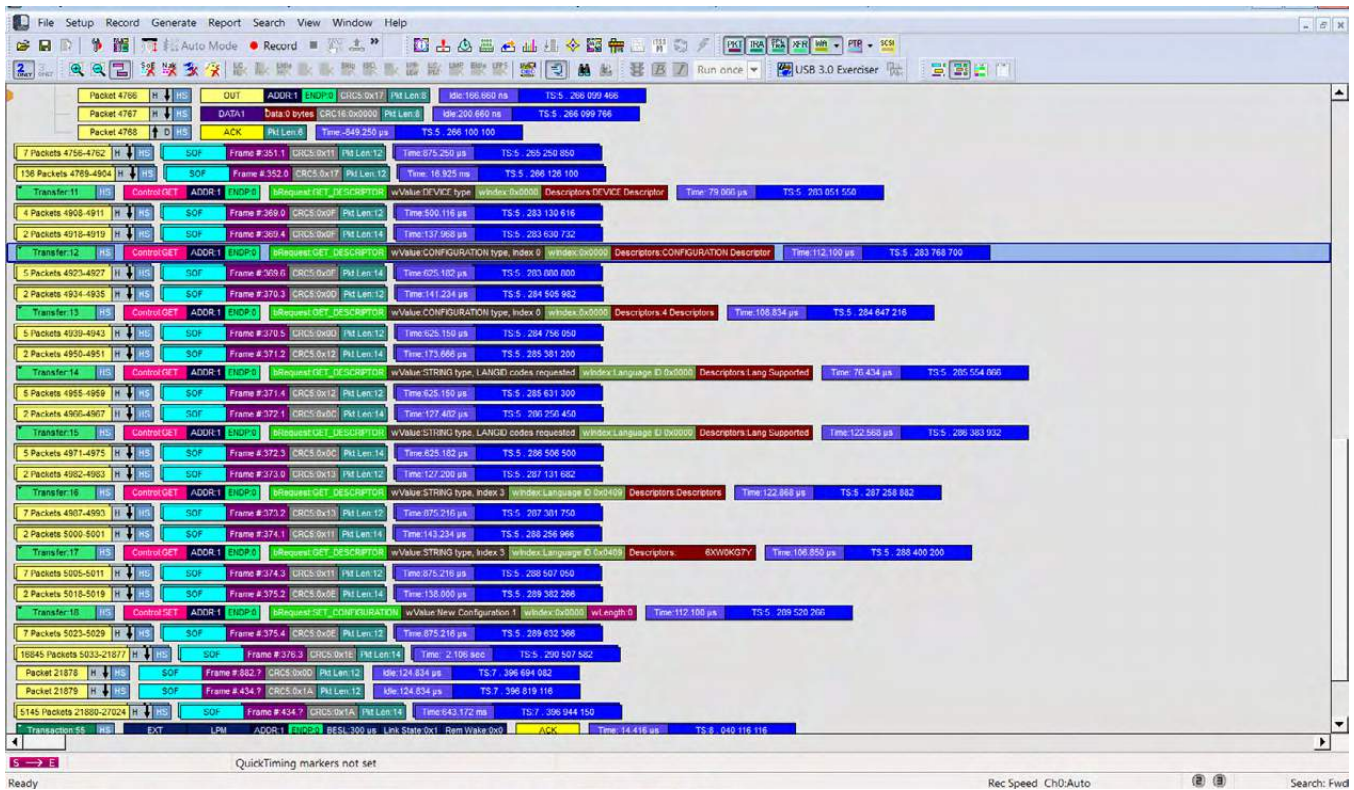 File Setup Record Generate Report Search View Window Help
Auto Mode Record PKT TRA XFR PTP SCSI
Run once USB 3.0 Exerciser
Packet 4766 H HS OUT ADDR:1 ENDP:0 CRC5:0x17 Pkt Len:8 Idle:166.660 ns TS:5 . 266 099 466
Packet 4767 H HS DATA1 Data:0 bytes CRC16:0x0000 Pkt Len:8 Idle:200.660 ns TS:5 . 266 099 766
Packet 4768 D HS ACK Pkt Len:6 Time:-849.250 µs TS:5 . 266 100 100
7 Packets 4756-4762 H HS SOF Frame #:351.1 CRC5:0x11 Pkt Len:12 Time:875.250 µs TS:5 . 265 250 850
136 Packets 4769-4904 H HS SOF Frame #:352.0 CRC5:0x17 Pkt Len:12 Time: 16.925 ms TS:5 . 266 126 100
Transfer:11 HS Control:GET ADDR:1 ENDP:0 bRequest:GET_DESCRIPTOR wValue:DEVICE type wIndex:0x0000 Descriptors:DEVICE Descriptor Time: 79.066 µs TS:5 . 283 051 550
4 Packets 4908-4911 H HS SOF Frame #:369.0 CRC5:0x0F Pkt Len:12 Time:500.116 µs TS:5 . 283 130 616
2 Packets 4918-4919 H HS SOF Frame #:369.4 CRC5:0x0F Pkt Len:12 Time:137.968 µs TS:5 . 283 630 732
Transfer:12 HS Control:GET ADDR:1 ENDP:0 bRequest:GET_DESCRIPTOR wValue:CONFIGURATION type, Index 0 wIndex:0x0000 Descriptors:CONFIGURATION Descriptor Time:112.100 µs TS:5 . 283 768 700
5 Packets 4923-4927 H HS SOF Frame #:369.6 CRC5:0x0F Pkt Len:14 Time:625.182 µs TS:5 . 283 880 800
2 Packets 4934-4935 H HS SOF Frame #:370.3 CRC5:0x0D Pkt Len:12 Time:141.234 µs TS:5 . 284 505 982
Transfer:13 HS Control:GET ADDR:1 ENDP:0 bRequest:GET_DESCRIPTOR wValue:CONFIGURATION type, Index 0 wIndex:0x0000 Descriptors:4 Descriptors Time:108.834 µs TS:5 . 284 647 216
5 Packets 4939-4943 H HS SOF Frame #:370.5 CRC5:0x0D Pkt Len:12 Time:625.150 µs TS:5 . 284 756 050
2 Packets 4950-4951 H HS SOF Frame #:371.2 CRC5:0x12 Pkt Len:14 Time:173.666 µs TS:5 . 285 381 200
Transfer:14 HS Control:GET ADDR:1 ENDP:0 bRequest:GET_DESCRIPTOR wValue:STRING type, LANGID codes requested wIndex:Language ID 0x0000 Descriptors:Lang Supported Time: 76.434 µs TS:5 . 285 554 866
5 Packets 4955-4959 H HS SOF Frame #:371.4 CRC5:0x12 Pkt Len:12 Time:625.150 µs TS:5 . 285 631 300
2 Packets 4966-4967 H HS SOF Frame #:372.1 CRC5:0x0C Pkt Len:14 Time:127.482 µs TS:5 . 286 256 450
Transfer:15 HS Control:GET ADDR:1 ENDP:0 bRequest:GET_DESCRIPTOR wValue:STRING type, LANGID codes requested wIndex:Language ID 0x0000 Descriptors:Lang Supported Time:122.568 µs TS:5 . 286 383 932
5 Packets 4971-4975 H HS SOF Frame #:372.3 CRC5:0x0C Pkt Len:14 Time:625.182 µs TS:5 . 286 506 500
2 Packets 4982-4983 H HS SOF Frame #:373.0 CRC5:0x13 Pkt Len:12 Time:127.200 µs TS:5 . 287 131 682
Transfer:16 HS Control:GET ADDR:1 ENDP:0 bRequest:GET_DESCRIPTOR wValue:STRING type, Index 3 wIndex:Language ID 0x0409 Descriptors:Descriptors Time:122.868 µs TS:5 . 287 258 882
7 Packets 4987-4993 H HS SOF Frame #:373.2 CRC5:0x13 Pkt Len:12 Time:875.216 µs TS:5 . 287 381 750
2 Packets 5000-5001 H HS SOF Frame #:374.1 CRC5:0x11 Pkt Len:14 Time:143.234 µs TS:5 . 288 256 966
Transfer:17 HS Control:GET ADDR:1 ENDP:0 bRequest:GET_DESCRIPTOR wValue:STRING type, Index 3 wIndex:Language ID 0x0409 Descriptors: 6XW0KG7Y Time:106.850 µs TS:5 . 288 400 200
7 Packets 5005-5011 H HS SOF Frame #:374.3 CRC5:0x11 Pkt Len:12 Time:875.216 µs TS:5 . 288 507 050
2 Packets 5018-5019 H HS SOF Frame #:375.2 CRC5:0x0E Pkt Len:14 Time:138.000 µs TS:5 . 289 382 266
Transfer:18 HS Control:SET ADDR:1 ENDP:0 bRequest:SET_CONFIGURATION wValue:New Configuration 1 wIndex:0x0000 wLength:0 Time:112.100 µs TS:5 . 289 520 266
7 Packets 5023-5029 H HS SOF Frame #:375.4 CRC5:0x0E Pkt Len:12 Time:875.216 µs TS:5 . 289 632 366
16845 Packets 5033-21877 H HS SOF Frame #:376.3 CRC5:0x1E Pkt Len:14 Time: 2.106 sec TS:5 . 290 507 582
Packet 21878 H HS SOF Frame #:882.? CRC5:0x0D Pkt Len:12 Idle:124.834 µs TS:7 . 396 694 082
Packet 21879 H HS SOF Frame #:434.? CRC5:0x1A Pkt Len:12 Idle:124.834 µs TS:7 . 396 819 116
5145 Packets 21880-27024 H HS SOF Frame #:434.? CRC5:0x1A Pkt Len:14 Time:643.172 ms TS:7 . 396 944 150
Transaction:55 HS EXT LPM ADDR:1 ENDP:0 BESL:300 µs Link State:0x1 Rem Wake:0x0 ACK Time: 14.416 µs TS:8 . 040 116 116
S → E QuickTiming markers not set
Ready Rec Speed Ch0:Auto Search: Fwd